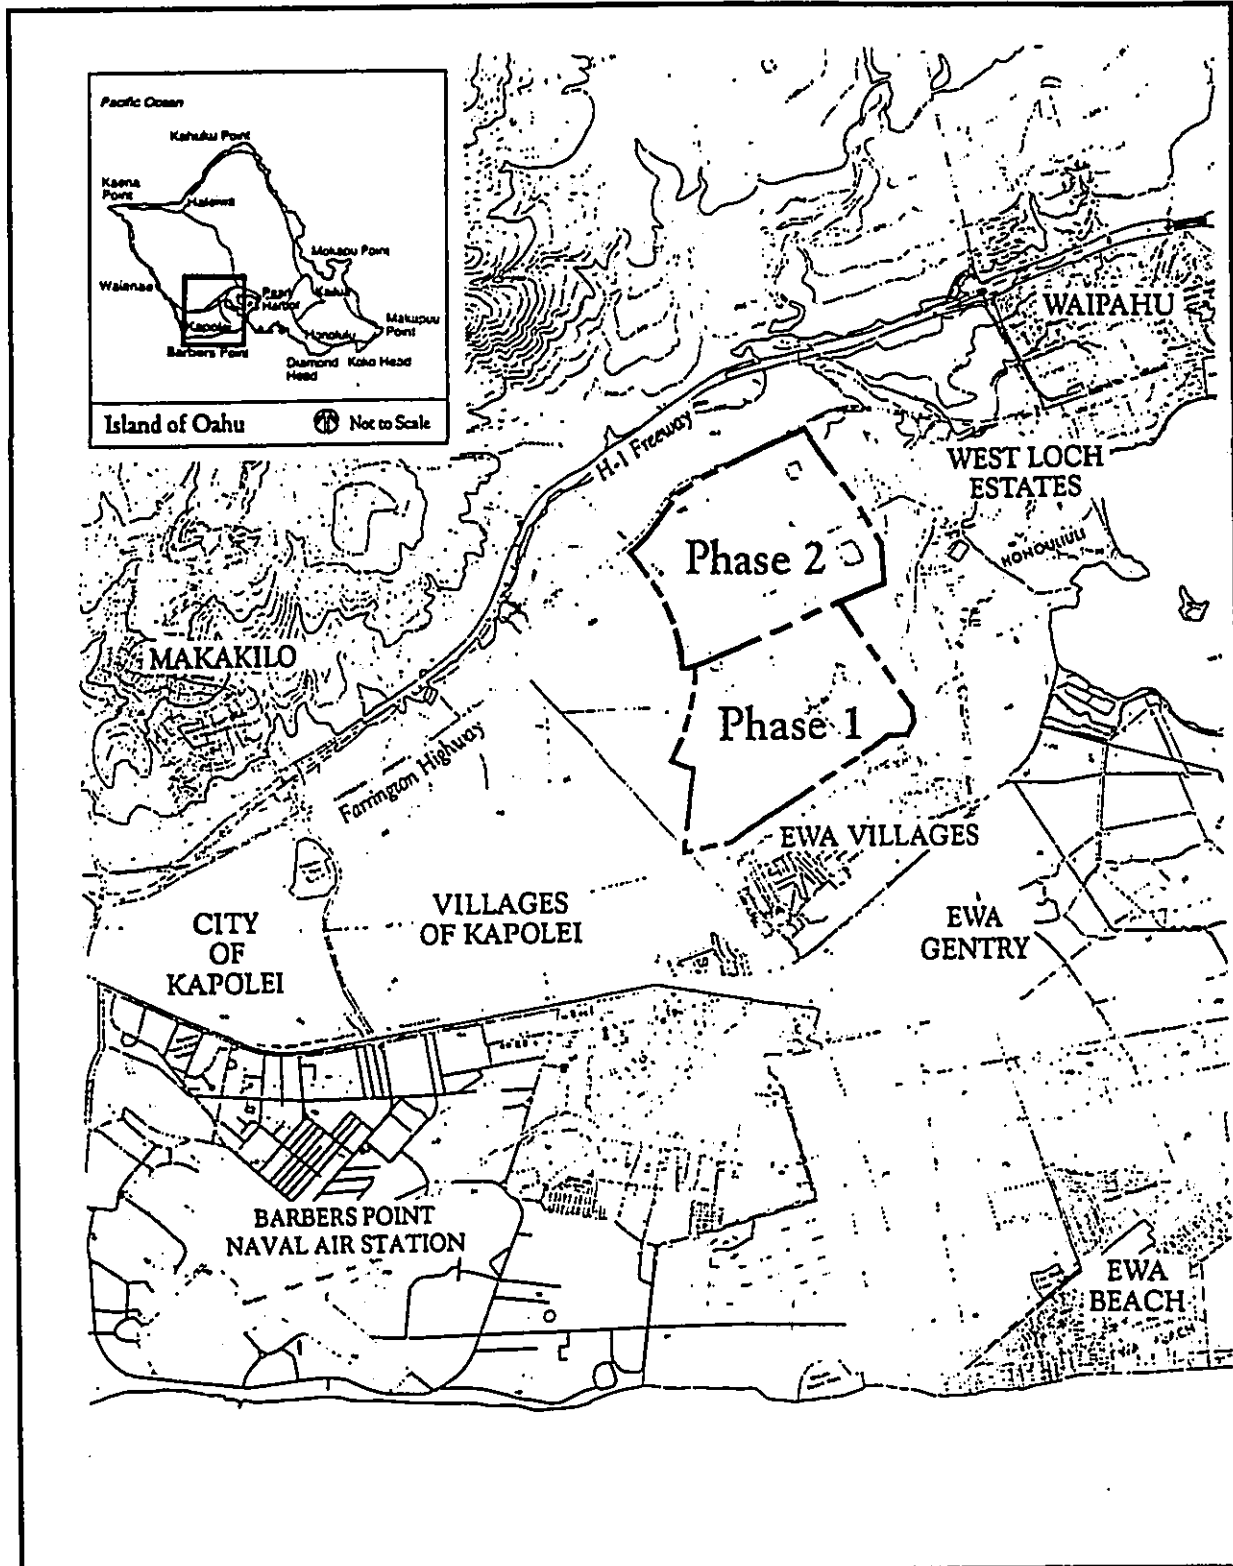 Pacific Ocean
Kahuku Point
Kaena
Point
Haleiwa
Mokapu Point
Waianae
Pearl
Harbor
Kailua
Kapolei
Honolulu
Makapuu
Point
Barbers Point
Diamond
Head
Koko Head
Island of Oahu
Not to Scale
WAIPAHU
H-1 Freeway
WEST LOCH
ESTATES
HONOULIULI
Phase 2
MAKAKILO
Phase 1
Farrington Highway
EWA VILLAGES
VILLAGES
OF KAPOLEI
CITY
OF
KAPOLEI
EWA
GENTRY
BARBERS POINT
NAVAL AIR STATION
EWA
BEACH